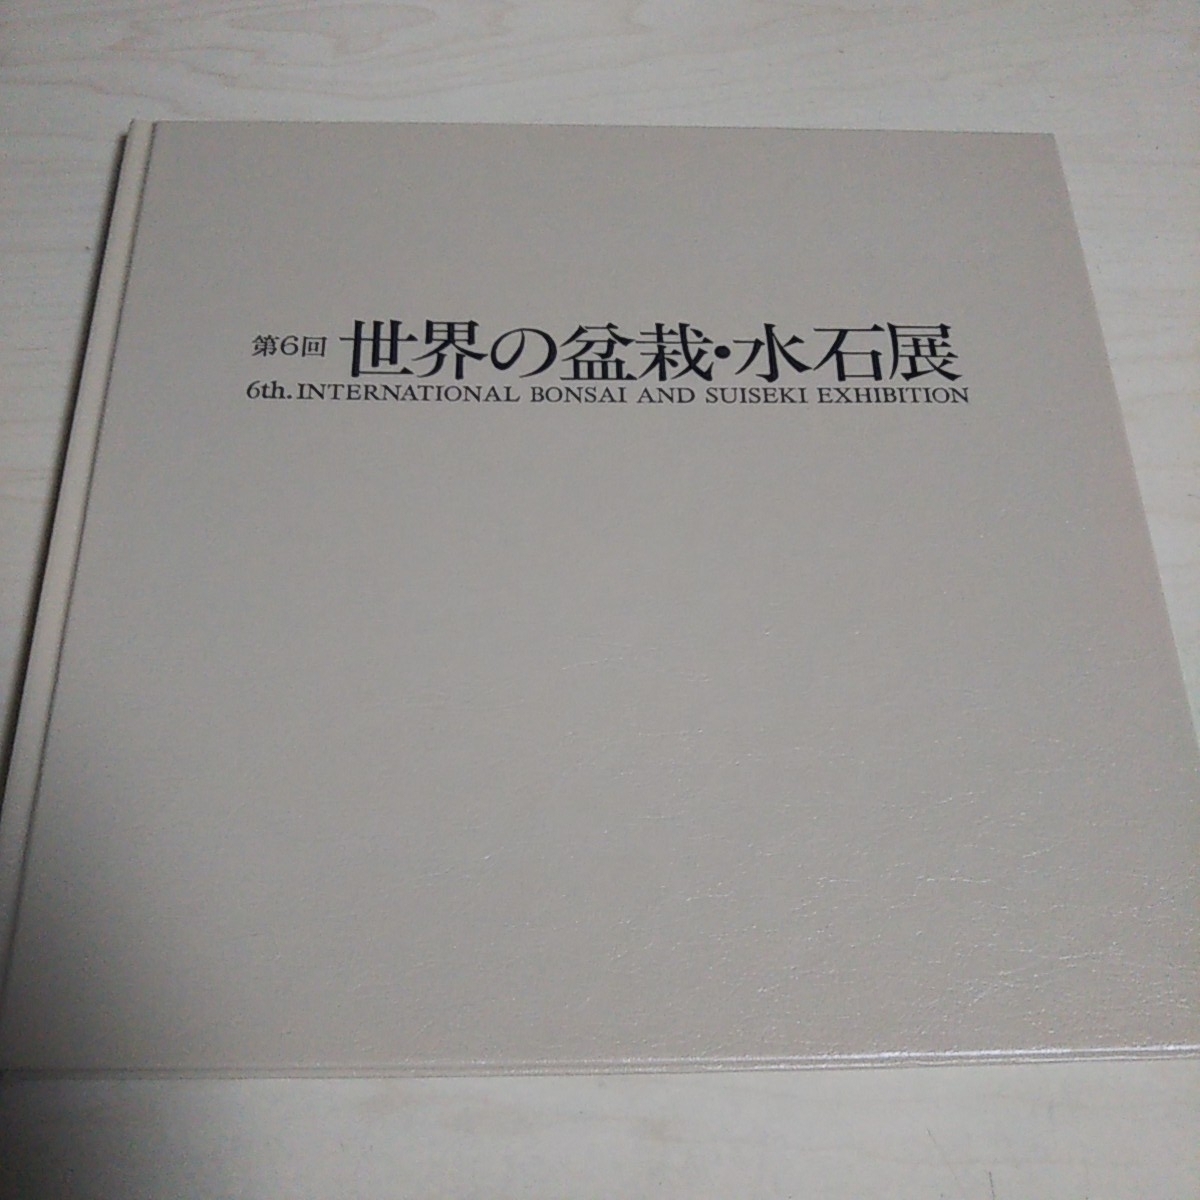 第6回 世界の盆栽・水石展
6th. INTERNATIONAL BONSAI AND SUISEKI EXHIBITION